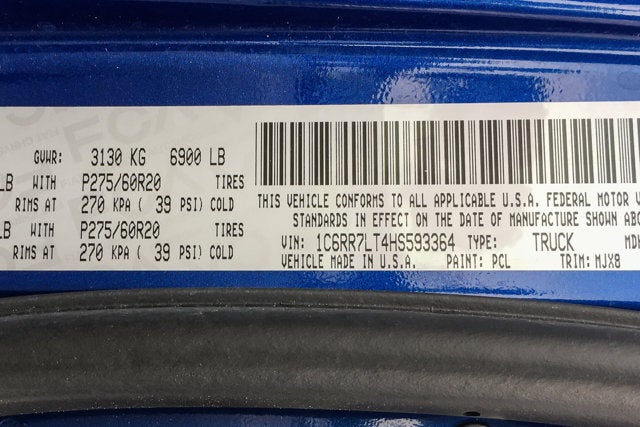 GVWR: 3130 KG 6900 LB
LB WITH P275/60R20 TIRES
RIMS AT 270 KPA ( 39 PSI) COLD
LB WITH P275/60R20 TIRES
RIMS AT 270 KPA ( 39 PSI) COLD
THIS VEHICLE CONFORMS TO ALL APPLICABLE U.S.A. FEDERAL MOTOR V
STANDARDS IN EFFECT ON THE DATE OF MANUFACTURE SHOWN ABO
VIN: 1C6RR7LT4HS593364 TYPE: TRUCK MD
VEHICLE MADE IN U.S.A. PAINT: PCL TRIM: MJX8